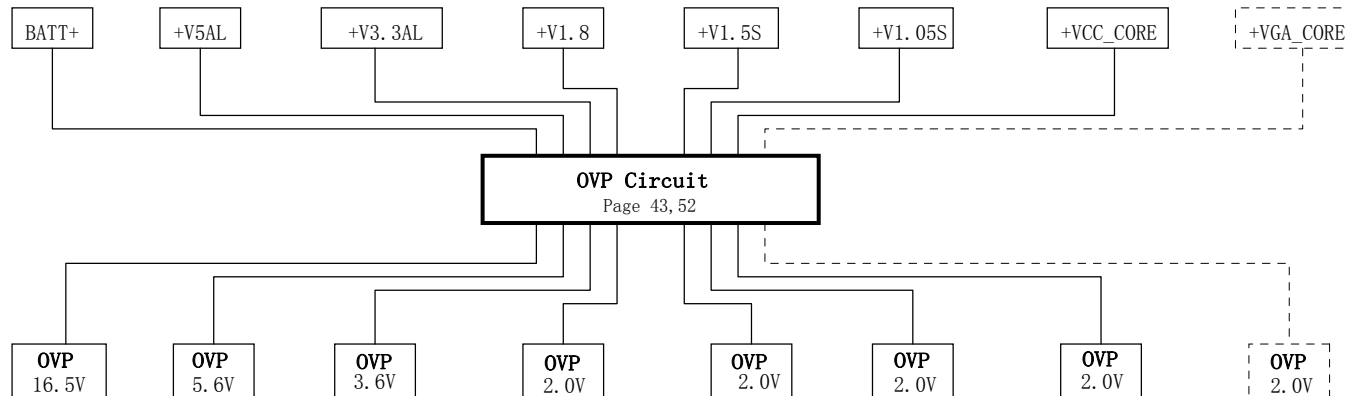 BATT+
+V5AL
+V3.3AL
+V1.8
+V1.5S
+V1.05S
+VCC_CORE
+VGA_CORE
OVP Circuit
Page 43,52
OVP
16.5V
OVP
5.6V
OVP
3.6V
OVP
2.0V
OVP
2.0V
OVP
2.0V
OVP
2.0V
OVP
2.0V